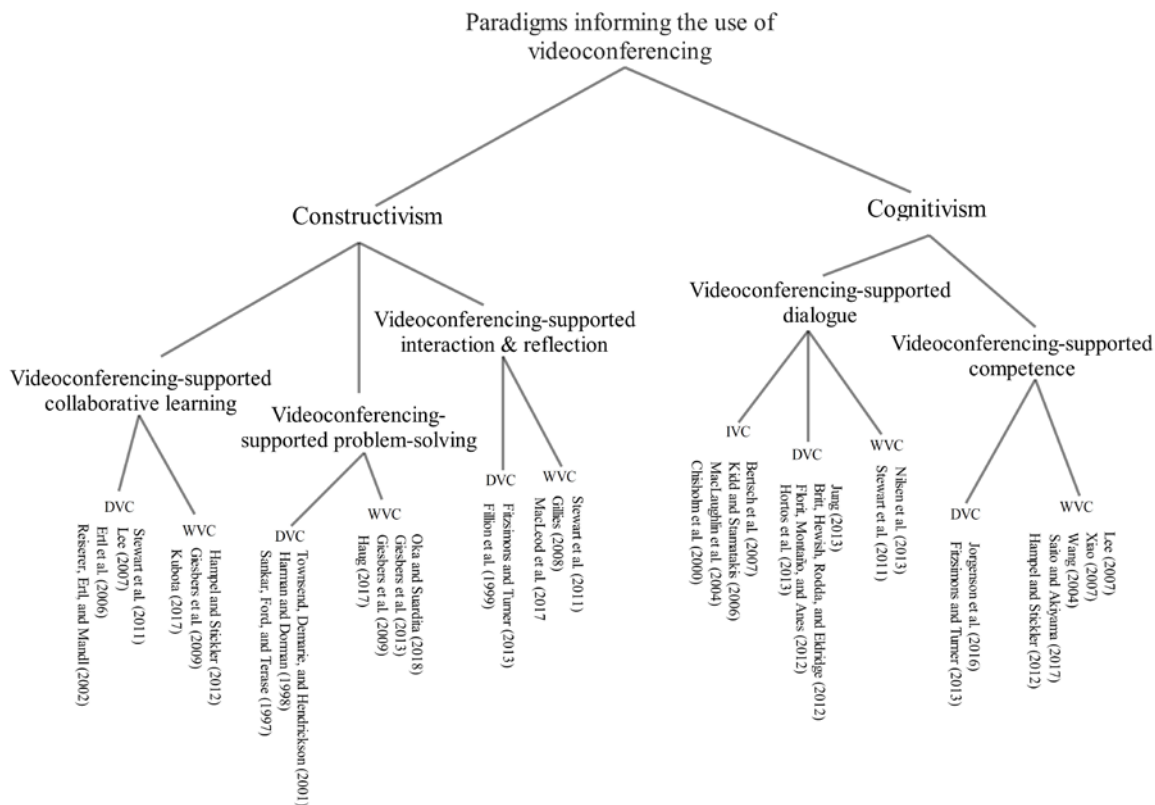 Paradigms informing the use of
videoconferencing
Constructivism
Cognitivism
Videoconferencing-supported
collaborative learning
Videoconferencing-
supported problem-solving
Videoconferencing-supported
interaction & reflection
Videoconferencing-supported
dialogue
Videoconferencing-supported
competence
DVC
Stewart et al. (2011)
Lee (2007)
Ertl et al. (2006)
Reiserer, Ertl, and Mandl (2002)
WVC
Hampel and Stickler (2012)
Giesbers et al. (2009)
Kubota (2017)
DVC
Townsend, Demarie, and Hendrickson (2001)
Harman and Dorman (1998)
Sankar, Ford, and Terase (1997)
WVC
Oka and Suardita (2018)
Giesbers et al. (2013)
Giesbers et al. (2009)
Haug (2017)
DVC
Fitzsimons and Turner (2013)
Fillion et al. (1999)
WVC
Stewart et al. (2011)
Gillies (2008)
MacLeod et al. (2017
IVC
Bertsch et al. (2007)
Kidd and Stamatakis (2006)
MacLaughlin et al. (2004)
Chisholm et al. (2000)
DVC
Jung (2013)
Britt, Hewish, Rodda, and Eldridge (2012)
Florit, Montaño, and Anes (2012)
Hortos et al. (2013)
WVC
Nilsen et al. (2013)
Stewart et al. (2011)
DVC
Jorgenson et al. (2016)
Fitzsimons and Turner (2013)
WVC
Lee (2007)
Xiao (2007)
Wang (2004)
Saito and Akiyama (2017)
Hampel and Stickler (2012)